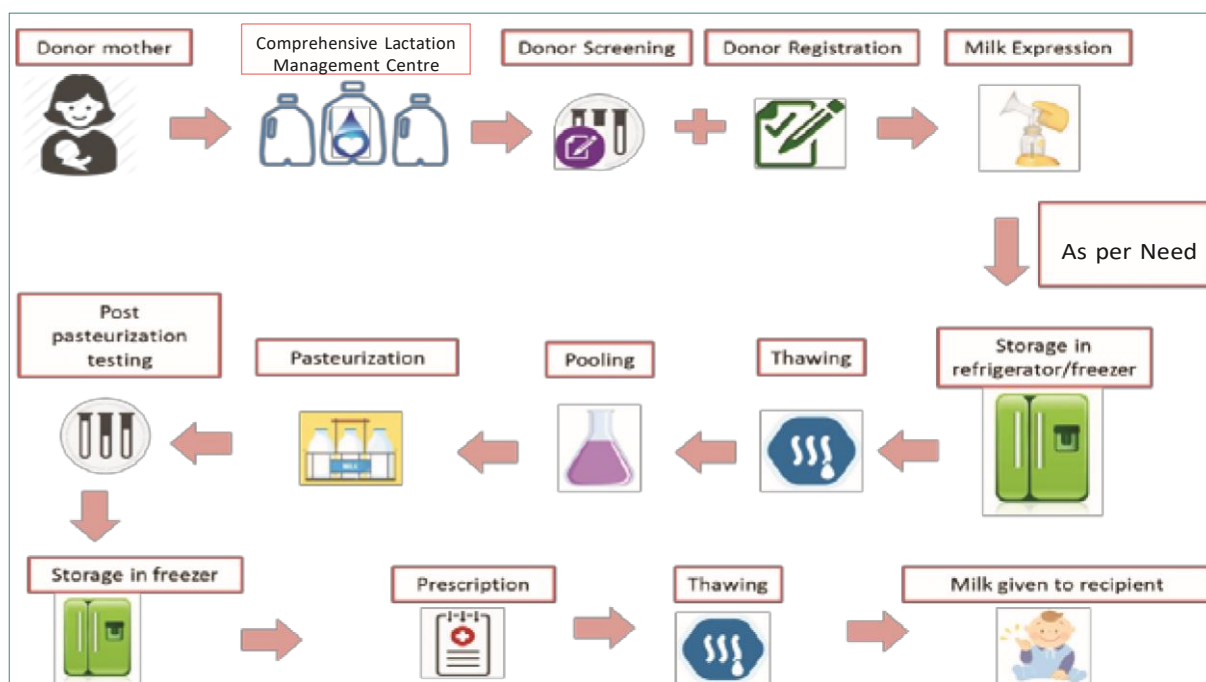 Donor mother
Comprehensive Lactation
Management Centre
Donor Screening
Donor Registration
Milk Expression
As per Need
Post
pasteurization
testing
Pasteurization
Pooling
Thawing
Storage in
refrigerator/freezer
MILK
Storage in freezer
Prescription
Thawing
Milk given to recipient